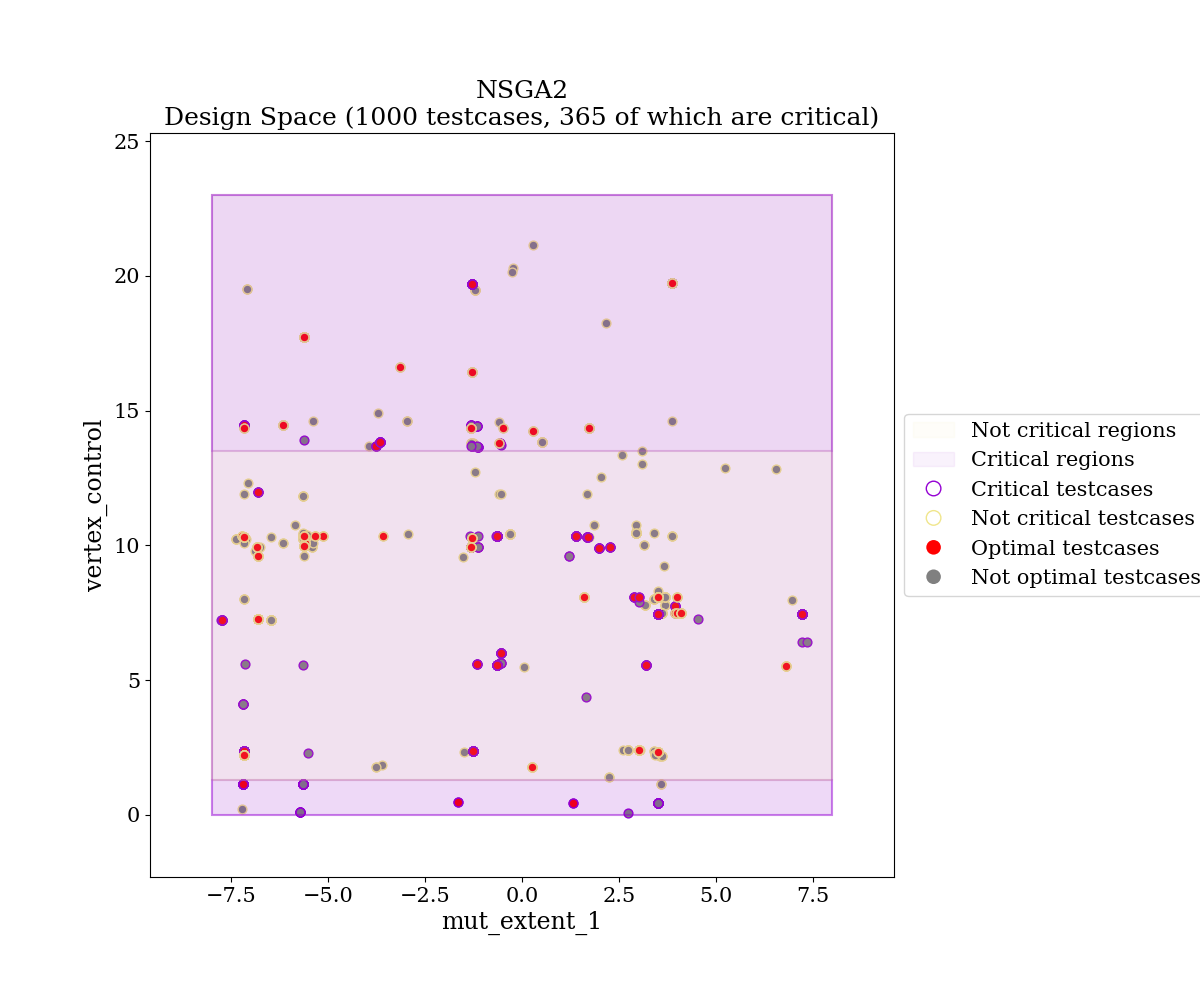 NSGA2
Design Space (1000 testcases, 365 of which are critical)
25
20
15
10
5
0
vertex_control
−7.5
−5.0
−2.5
0.0
2.5
5.0
7.5
mut_extent_1
Not critical regions
Critical regions
Critical testcases
Not critical testcases
Optimal testcases
Not optimal testcases